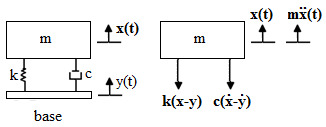 x(t)
m
k
c
y(t)
base
x(t) mẍ(t)
m
k(x-y) c(ẋ-ẏ)